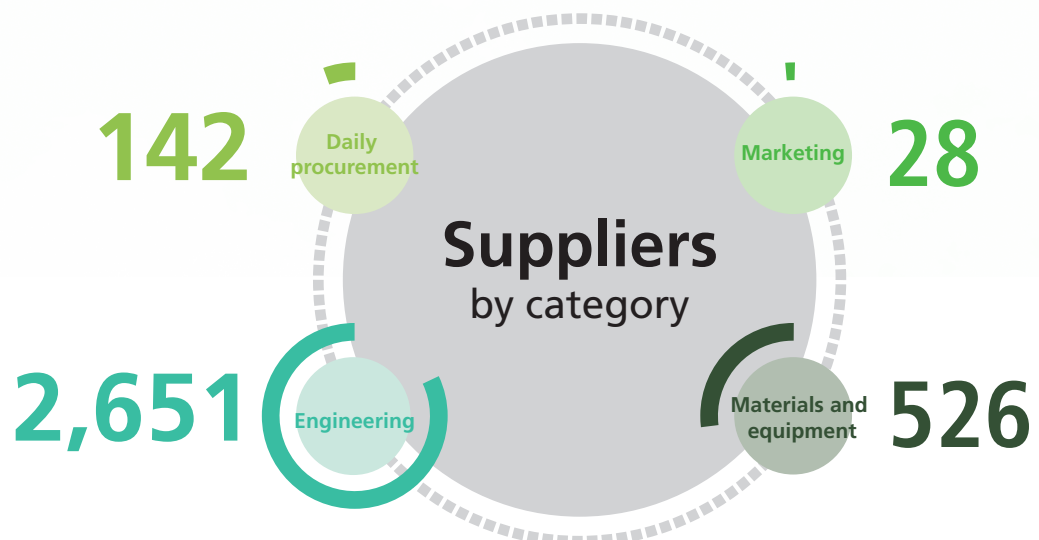 142
Daily
procurement
Marketing
28
Suppliers
by category
2,651
Engineering
Materials and
equipment
526